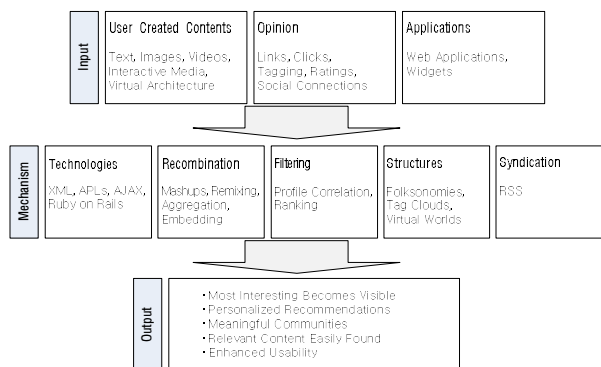 Input
User Created Contents
Text, Images, Videos,
Interactive Media,
Virtual Architecture
Opinion
Links, Clicks,
Tagging, Ratings,
Social Connections
Applications
Web Applications,
Widgets
Mechanism
Technologies
XML, APLs, AJAX,
Ruby on Rails
Recombination
Mashups, Remixing,
Aggregation,
Embedding
Filtering
Profile Correlation,
Ranking
Structures
Folksonomies,
Tag Clouds,
Virtual Worlds
Syndication
RSS
Output
• Most Interesting Becomes Visible
• Personalized Recommendations
• Meaningful Communities
• Relevant Content Easily Found
• Enhanced Usability